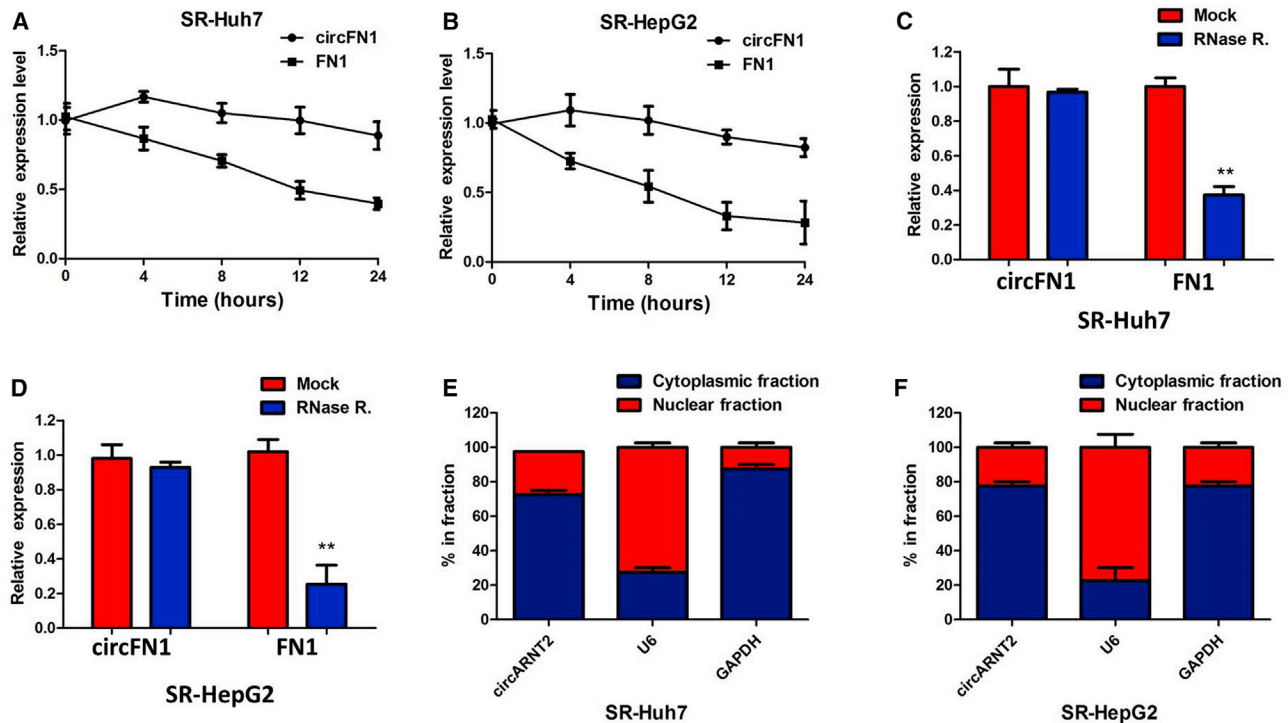 A
SR-Huh7
circFN1
FN1
Relative expression level
1.5
1.0
0.5
0.0
0 4 8 12 24
Time (hours)
B
SR-HepG2
circFN1
FN1
Relative expression level
1.5
1.0
0.5
0.0
0 4 8 12 24
Time (hours)
C
Mock
RNase R.
Relative expression
1.2
1.0
0.8
0.6
0.4
0.2
0.0
**
circFN1 FN1
SR-Huh7
D
Mock
RNase R.
Relative expression
1.2
1.0
0.8
0.6
0.4
0.2
0.0
**
circFN1 FN1
SR-HepG2
E
Cytoplasmic fraction
Nuclear fraction
% in fraction
120
100
80
60
40
20
0
circARNT2 U6 GAPDH
SR-Huh7
F
Cytoplasmic fraction
Nuclear fraction
% in fraction
120
100
80
60
40
20
0
circARNT2 U6 GAPDH
SR-HepG2